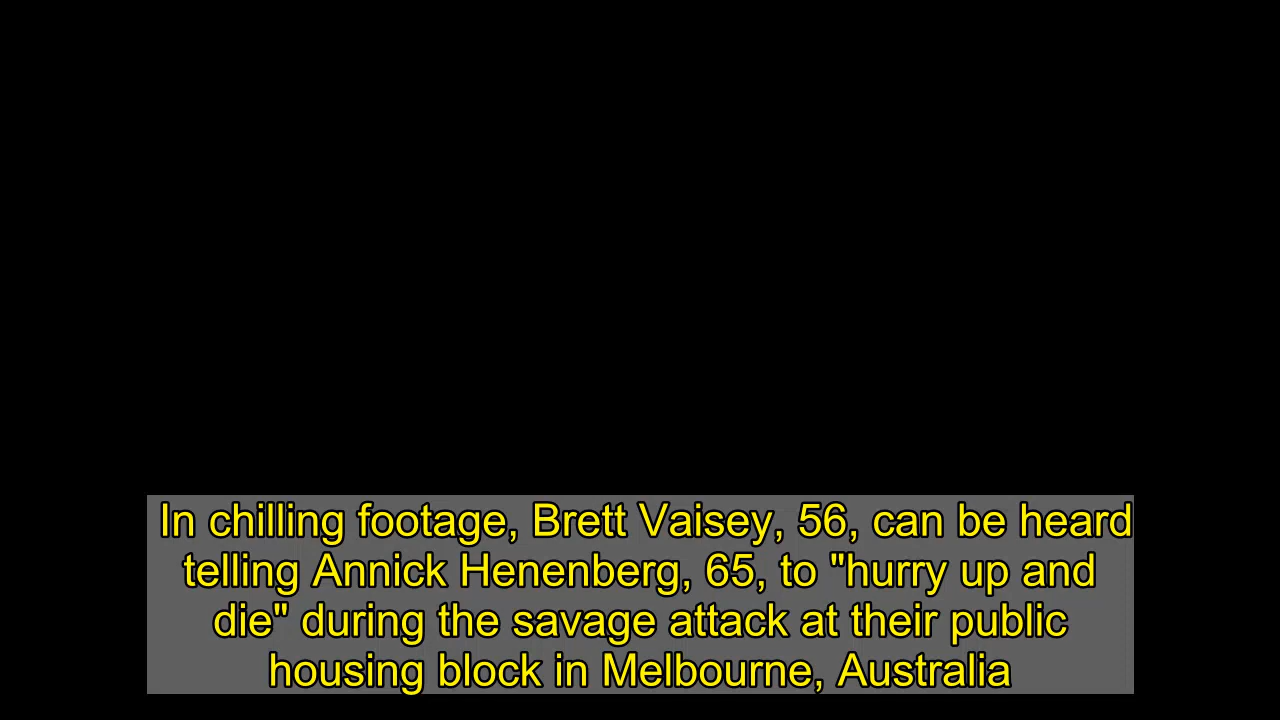 In chilling footage, Brett Vaisey, 56, can be heard
telling Annick Henenberg, 65, to "hurry up and
die" during the savage attack at their public
housing block in Melbourne, Australia